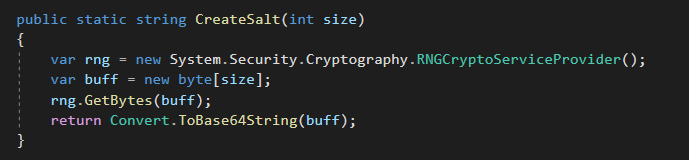 public static string CreateSalt(int size)
{
    var rng = new System.Security.Cryptography.RNGCryptoServiceProvider();
    var buff = new byte[size];
    rng.GetBytes(buff);
    return Convert.ToBase64String(buff);
}